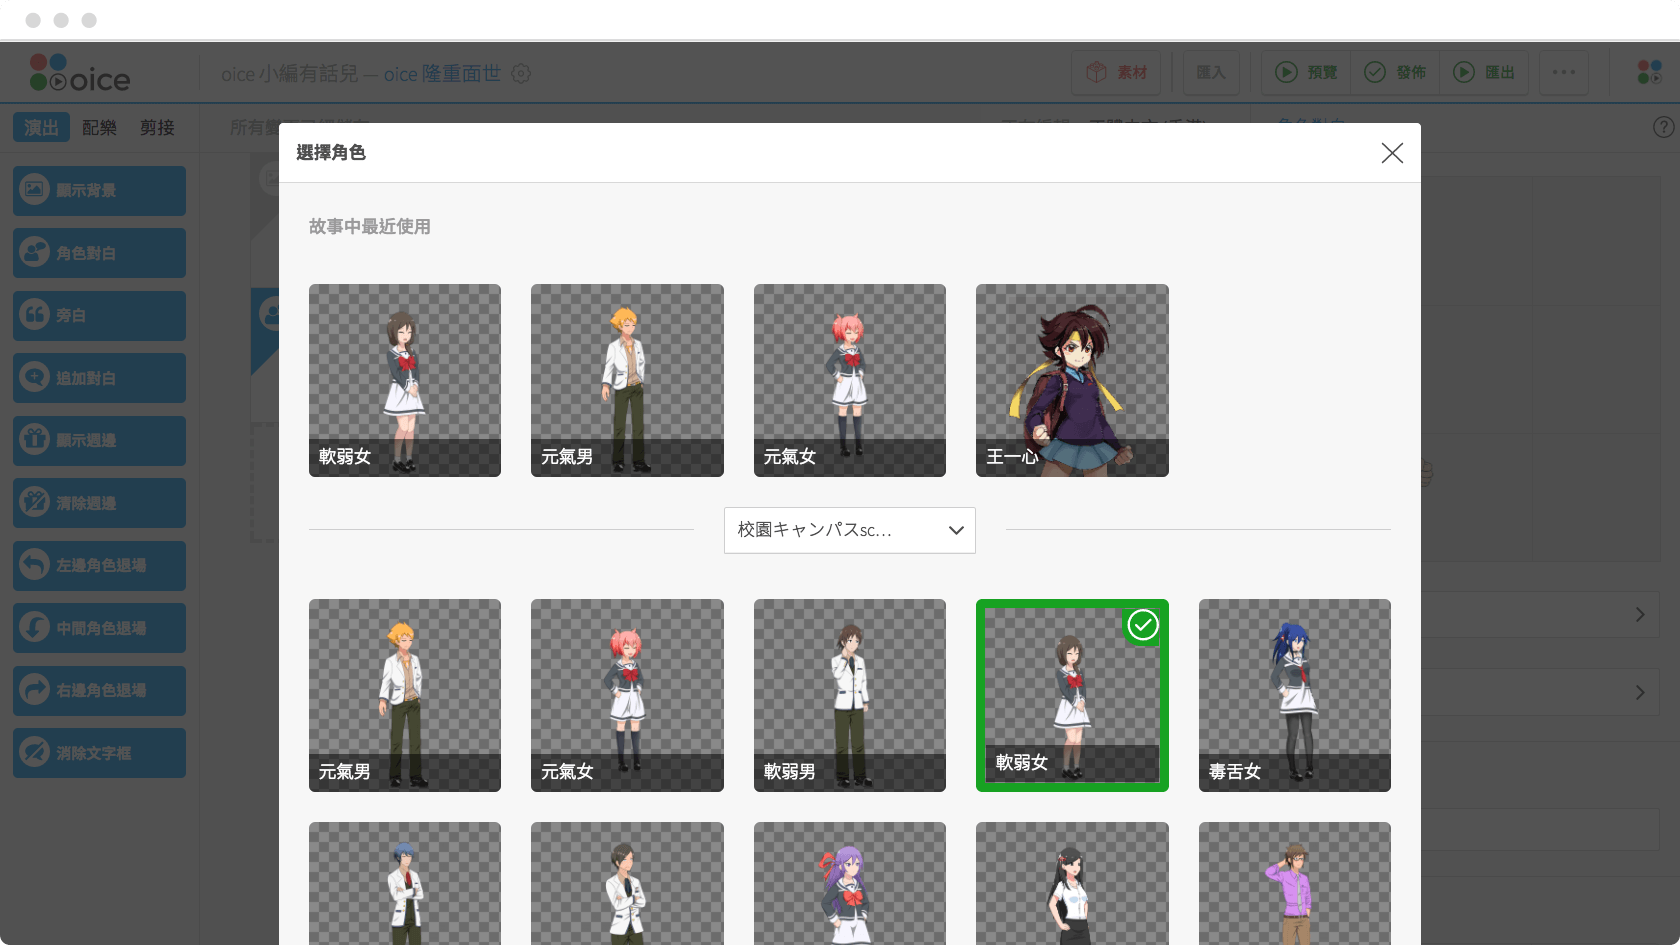 oice
oice 小編有話兒 — oice 隆重面世
素材
匯入
預覽
發佈
匯出
演出
配樂
剪接
選擇角色
顯示背景
角色對白
旁白
追加對白
顯示週邊
清除週邊
左邊角色退場
中間角色退場
右邊角色退場
消除文字框
故事中最近使用
軟弱女
元氣男
元氣女
王一心
校園キャンパスsc...
元氣男
元氣女
軟弱男
軟弱女
毒舌女